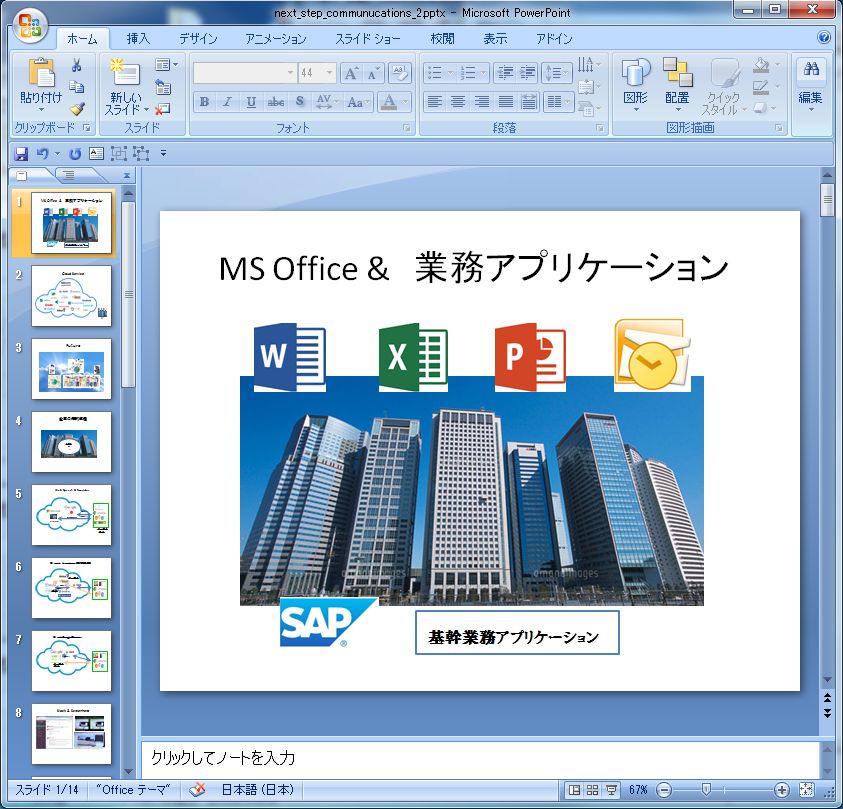 next_step_communucations_2pptx - Microsoft PowerPoint
ホーム 挿入 デザイン アニメーション スライド ショー 校閲 表示 アドイン
貼り付け
クリップボード
新しい
スライド
スライド
44
B I U abc S AV Aa A
フォント
段落
図形
配置
クイック
スタイル
図形描画
編集
1
2
3
4
5
6
7
8
MS Office & 業務アプリケーション
W X P
amanaimages
SAP
基幹業務アプリケーション
クリックしてノートを入力
スライド 1/14 "Office テーマ" 日本語 (日本) 67%